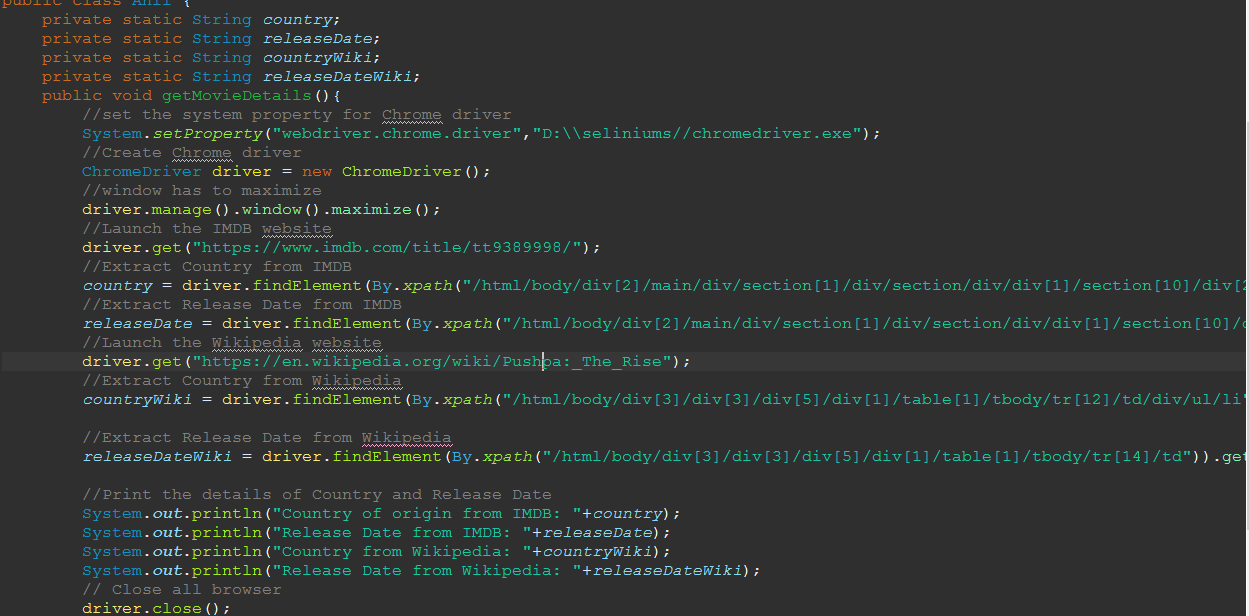 public class Anil {
private static String country;
private static String releaseDate;
private static String countryWiki;
private static String releaseDateWiki;
public void getMovieDetails(){
//set the system property for Chrome driver
System.setProperty("webdriver.chrome.driver","D:\\seliniums//chromedriver.exe");
//Create Chrome driver
ChromeDriver driver = new ChromeDriver();
//window has to maximize
driver.manage().window().maximize();
//Launch the IMDB website
driver.get("https://www.imdb.com/title/tt9389998/");
//Extract Country from IMDB
country = driver.findElement(By.xpath("/html/body/div[2]/main/div/section[1]/div/section/div/div[1]/section[10]/div[2
//Extract Release Date from IMDB
releaseDate = driver.findElement(By.xpath("/html/body/div[2]/main/div/section[1]/div/section/div/div[1]/section[10]/
//Launch the Wikipedia website
driver.get("https://en.wikipedia.org/wiki/Pushpa:_The_Rise");
//Extract Country from Wikipedia
countryWiki = driver.findElement(By.xpath("/html/body/div[3]/div[3]/div[5]/div[1]/table[1]/tbody/tr[12]/td/div/ul/li"
//Extract Release Date from Wikipedia
releaseDateWiki = driver.findElement(By.xpath("/html/body/div[3]/div[3]/div[5]/div[1]/table[1]/tbody/tr[14]/td")).get
//Print the details of Country and Release Date
System.out.println("Country of origin from IMDB: "+country);
System.out.println("Release Date from IMDB: "+releaseDate);
System.out.println("Country from Wikipedia: "+countryWiki);
System.out.println("Release Date from Wikipedia: "+releaseDateWiki);
// Close all browser
driver.close();